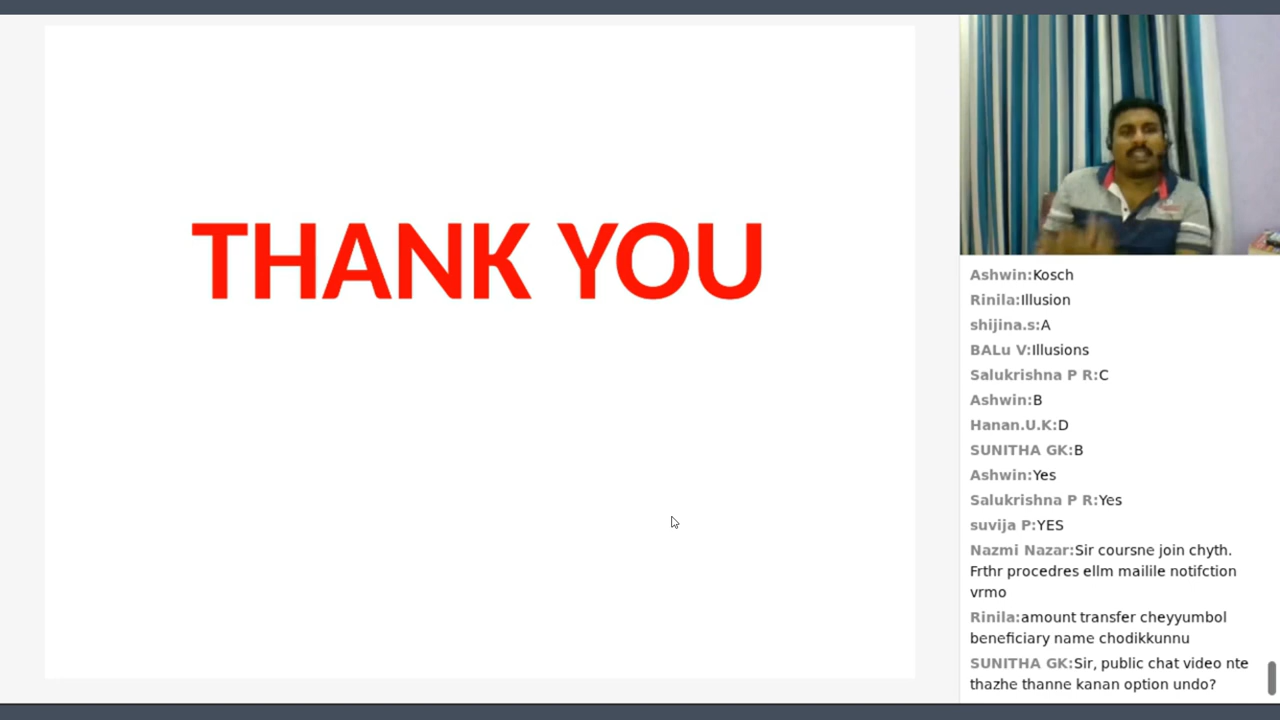 THANK YOU
Ashwin:Kosch
Rinila:Illusion
shijina.s:A
BALu V:Illusions
Salukrishna P R:C
Ashwin:B
Hanan.U.K:D
SUNITHA GK:B
Ashwin:Yes
Salukrishna P R:Yes
suvija P:YES
Nazmi Nazar:Sir coursne join chyth.
Frthr procedres ellm mailile notifction
vrmo
Rinila:amount transfer cheyyumbol
beneficiary name chodikkunnu
SUNITHA GK:Sir, public chat video nte
thazhe thanne kanan option undo?